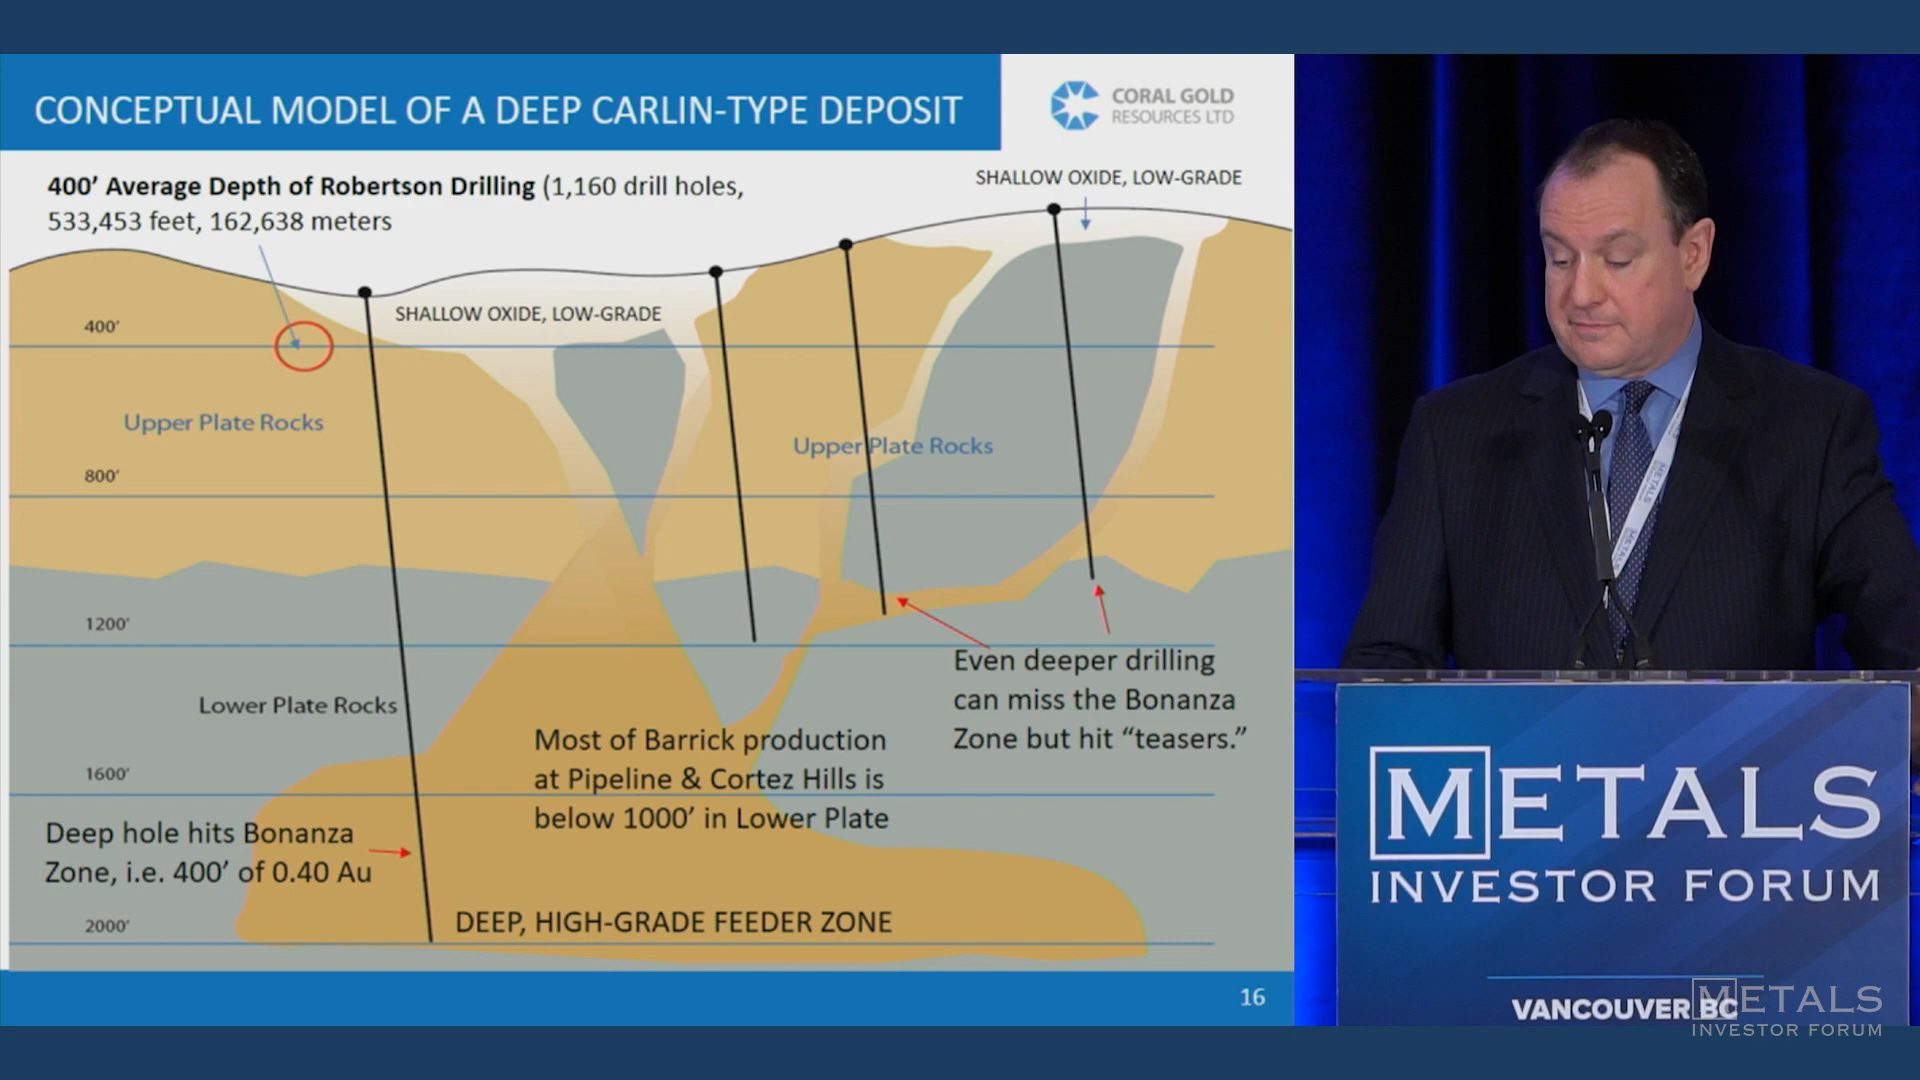 CONCEPTUAL MODEL OF A DEEP CARLIN-TYPE DEPOSIT
CORAL GOLD
RESOURCES LTD
400’ Average Depth of Robertson Drilling (1,160 drill holes,
533,453 feet, 162,638 meters
SHALLOW OXIDE, LOW-GRADE
SHALLOW OXIDE, LOW-GRADE
400’
Upper Plate Rocks
Upper Plate Rocks
800’
1200’
Lower Plate Rocks
Even deeper drilling
can miss the Bonanza
Zone but hit “teasers.”
Most of Barrick production
at Pipeline & Cortez Hills is
below 1000’ in Lower Plate
1600’
Deep hole hits Bonanza
Zone, i.e. 400’ of 0.40 Au
2000’
DEEP, HIGH-GRADE FEEDER ZONE
16
METALS
METALS
METALS
INVESTOR FORUM
VANCOUVER BC
METALS
INVESTOR FORUM